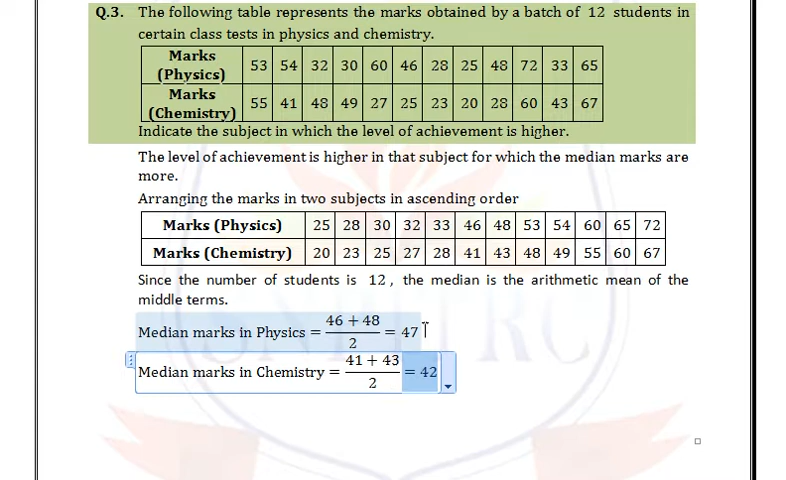 Q.3. The following table represents the marks obtained by a batch of 12 students in
certain class tests in physics and chemistry.
Marks (Physics) 53 54 32 30 60 46 28 25 48 72 33 65
Marks (Chemistry) 55 41 48 49 27 25 23 20 28 60 43 67
Indicate the subject in which the level of achievement is higher.
The level of achievement is higher in that subject for which the median marks are
more.
Arranging the marks in two subjects in ascending order
Marks (Physics) 25 28 30 32 33 46 48 53 54 60 65 72
Marks (Chemistry) 20 23 25 27 28 41 43 48 49 55 60 67
Since the number of students is 12, the median is the arithmetic mean of the
middle terms.
Median marks in Physics = (46 + 48)/2 = 47
Median marks in Chemistry = (41 + 43)/2 = 42